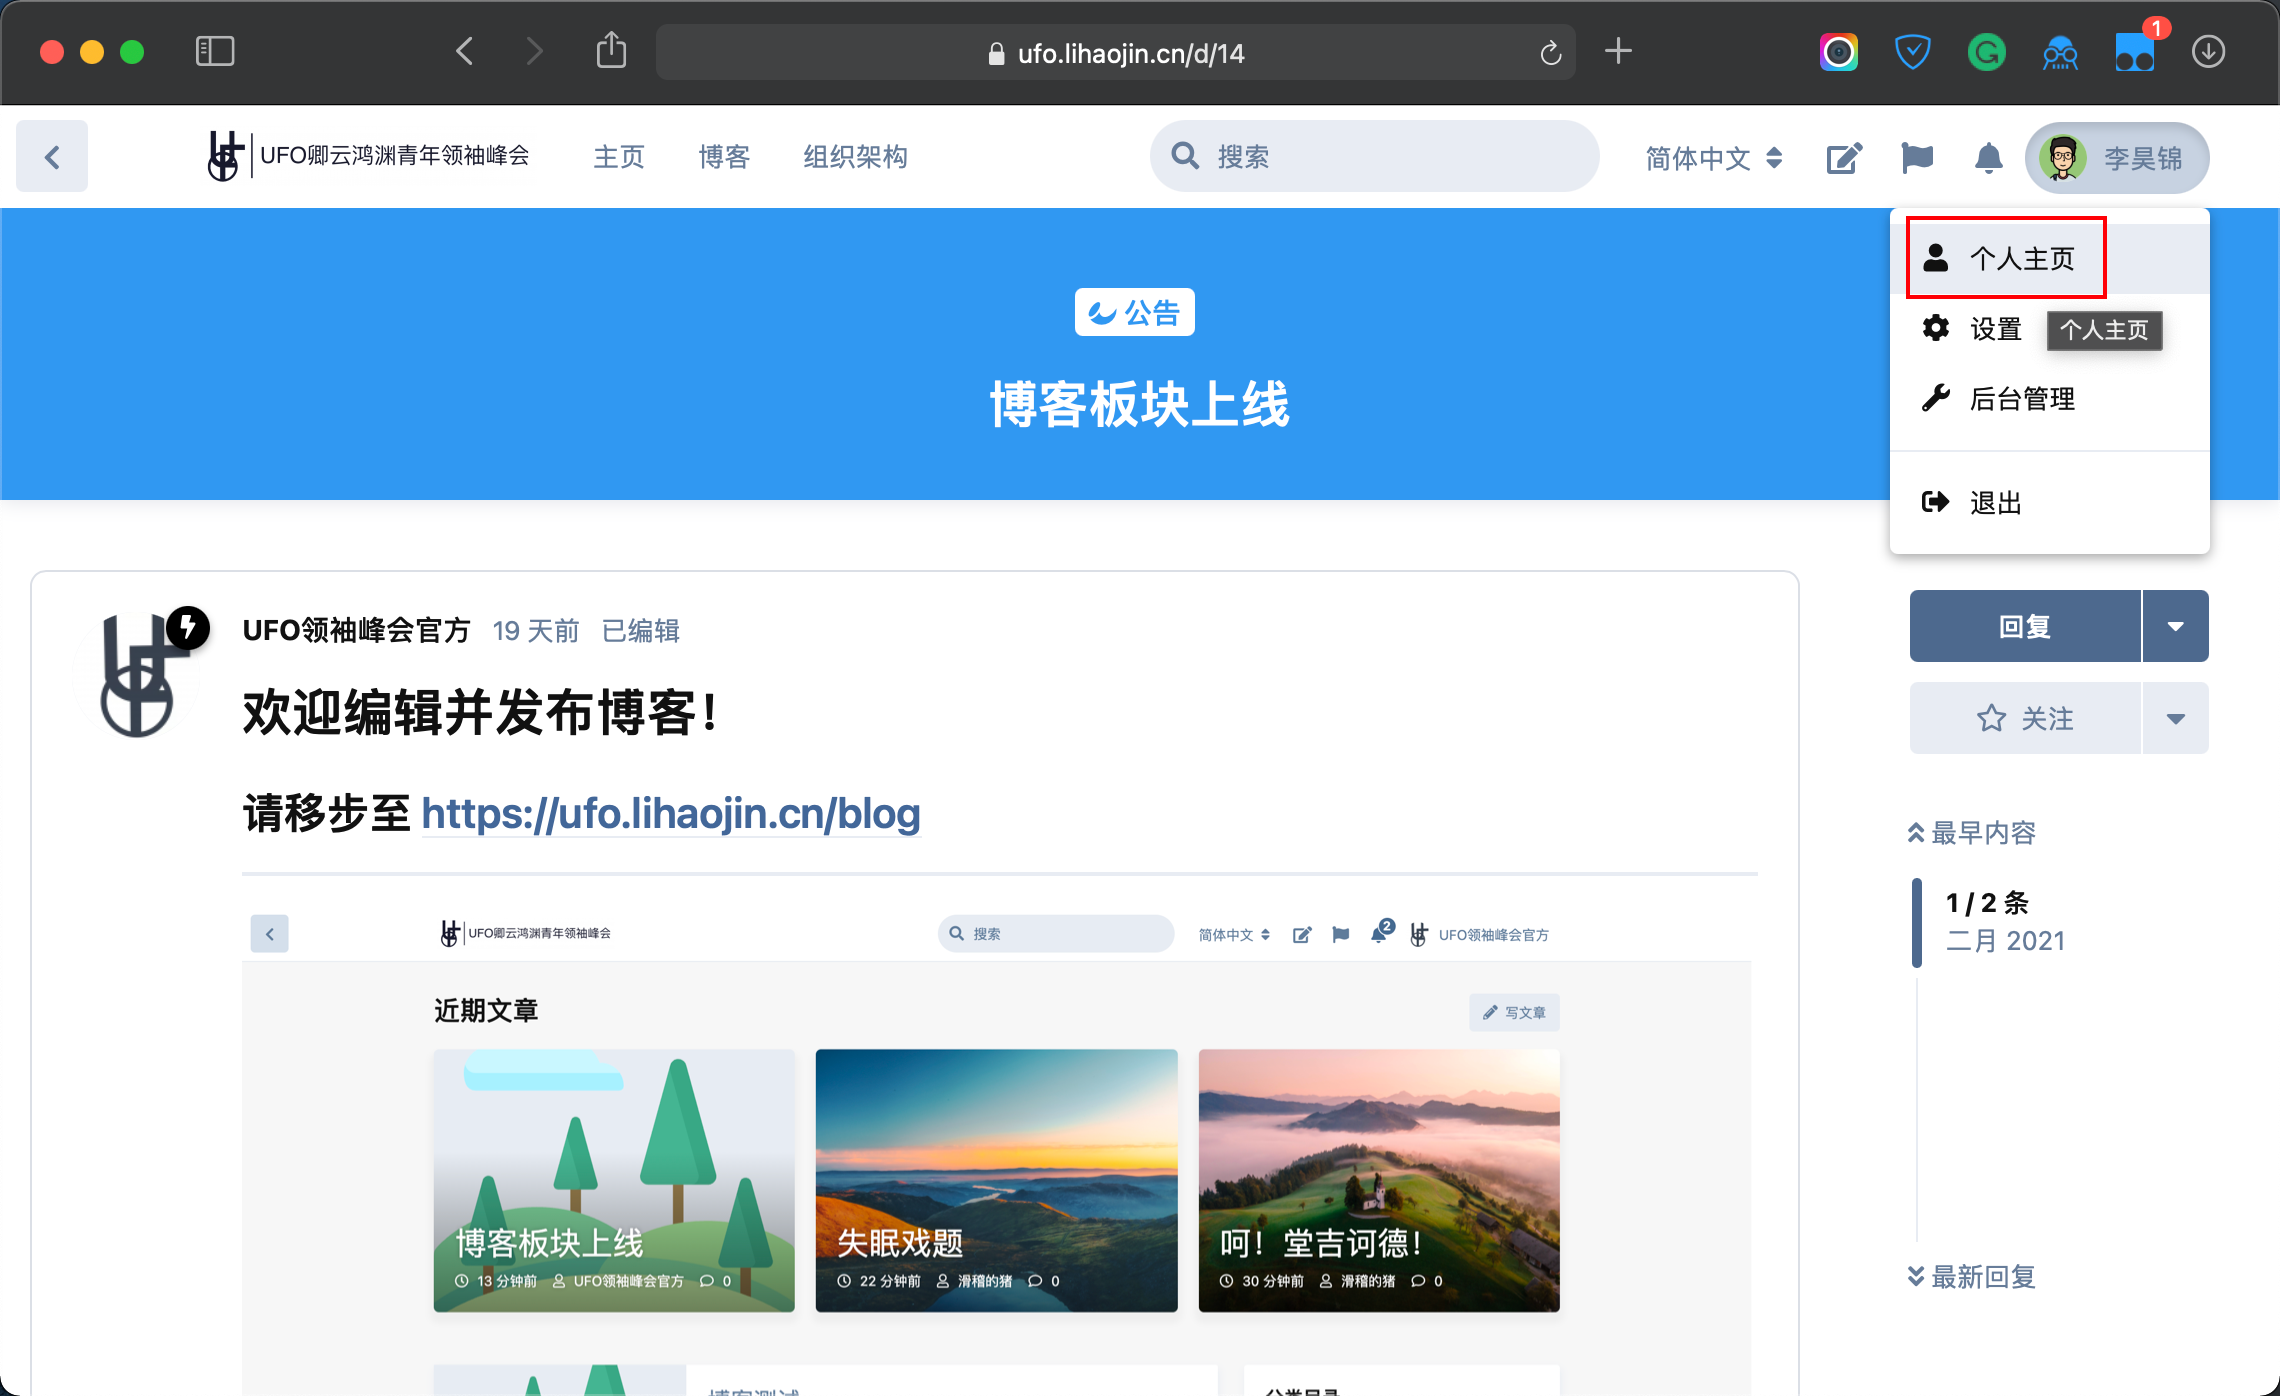 ufo.lihaojin.cn/d/14
1
UFO卿云鸿渊青年领袖峰会
主页 博客 组织架构
搜索
简体中文
李昊锦
个人主页
设置
个人主页
后台管理
退出
公告
博客板块上线
UFO领袖峰会官方 19 天前 已编辑
欢迎编辑并发布博客！
请移步至 https://ufo.lihaojin.cn/blog
UFO卿云鸿渊青年领袖峰会
搜索
简体中文
2
UFO领袖峰会官方
近期文章
写文章
博客板块上线
13 分钟前 UFO领袖峰会官方 0
失眠戏题
22 分钟前 滑稽的猪 0
呵！堂吉诃德！
30 分钟前 滑稽的猪 0
博客测试
分类目录
回复
关注
最早内容
1 / 2 条
二月 2021
最新回复